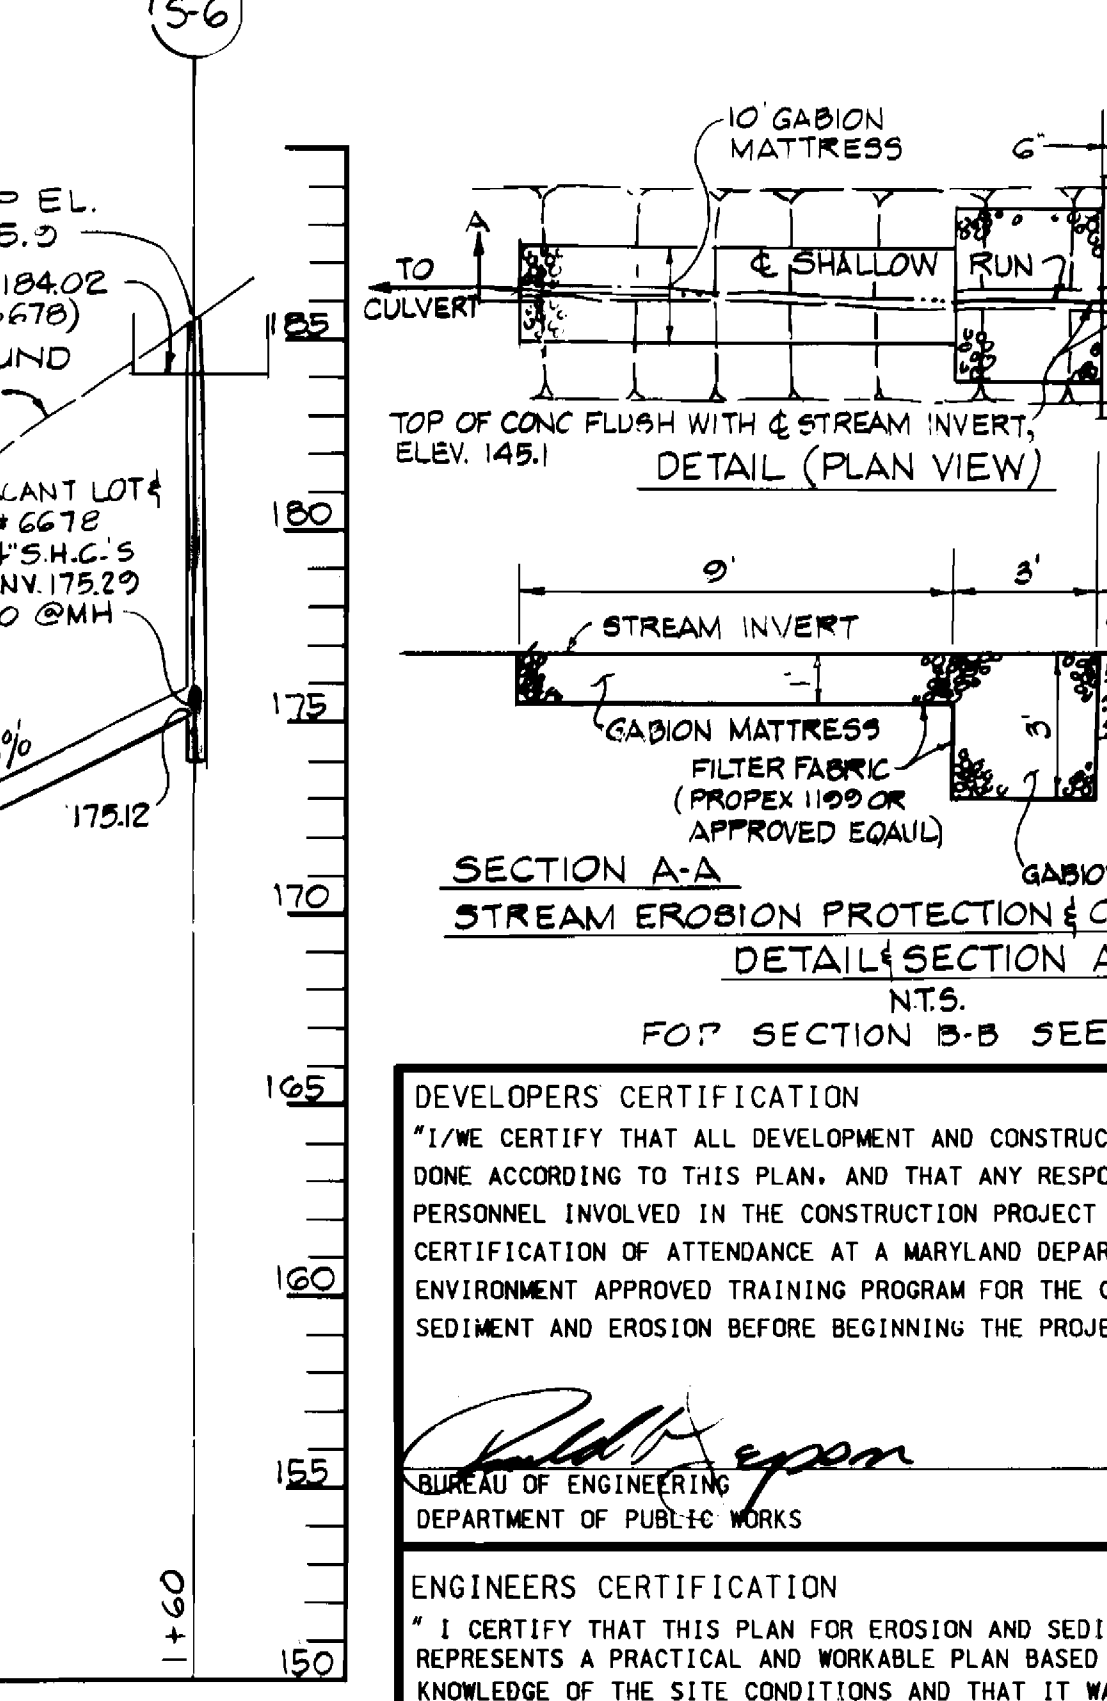 S-6
P EL.
5.9
184.02
6678)
UND
CANT LOT &
# 6678
4" S.H.C.'S
INV. 175.29
O @MH
%
175.12
1+60
185
180
175
170
165
160
155
150
10' GABION
MATTRESS
6"
A
TO
CULVERT
℄ SHALLOW RUN
TOP OF CONC FLUSH WITH ℄ STREAM INVERT,
ELEV. 145.1
DETAIL (PLAN VIEW)
9'
3'
STREAM INVERT
1'
3'
GABION MATTRESS
FILTER FABRIC
(PROPEX 1199 OR
APPROVED EQAUL)
GABIO
SECTION A-A
STREAM EROSION PROTECTION & C
DETAIL & SECTION A
N.T.S.
FOR SECTION B-B SEE
DEVELOPERS CERTIFICATION
"I/WE CERTIFY THAT ALL DEVELOPMENT AND CONSTRUC
DONE ACCORDING TO THIS PLAN, AND THAT ANY RESPO
PERSONNEL INVOLVED IN THE CONSTRUCTION PROJECT
CERTIFICATION OF ATTENDANCE AT A MARYLAND DEPAR
ENVIRONMENT APPROVED TRAINING PROGRAM FOR THE C
SEDIMENT AND EROSION BEFORE BEGINNING THE PROJE
BUREAU OF ENGINEERING
DEPARTMENT OF PUBLIC WORKS
ENGINEERS CERTIFICATION
" I CERTIFY THAT THIS PLAN FOR EROSION AND SEDI
REPRESENTS A PRACTICAL AND WORKABLE PLAN BASED
KNOWLEDGE OF THE SITE CONDITIONS AND THAT IT WA